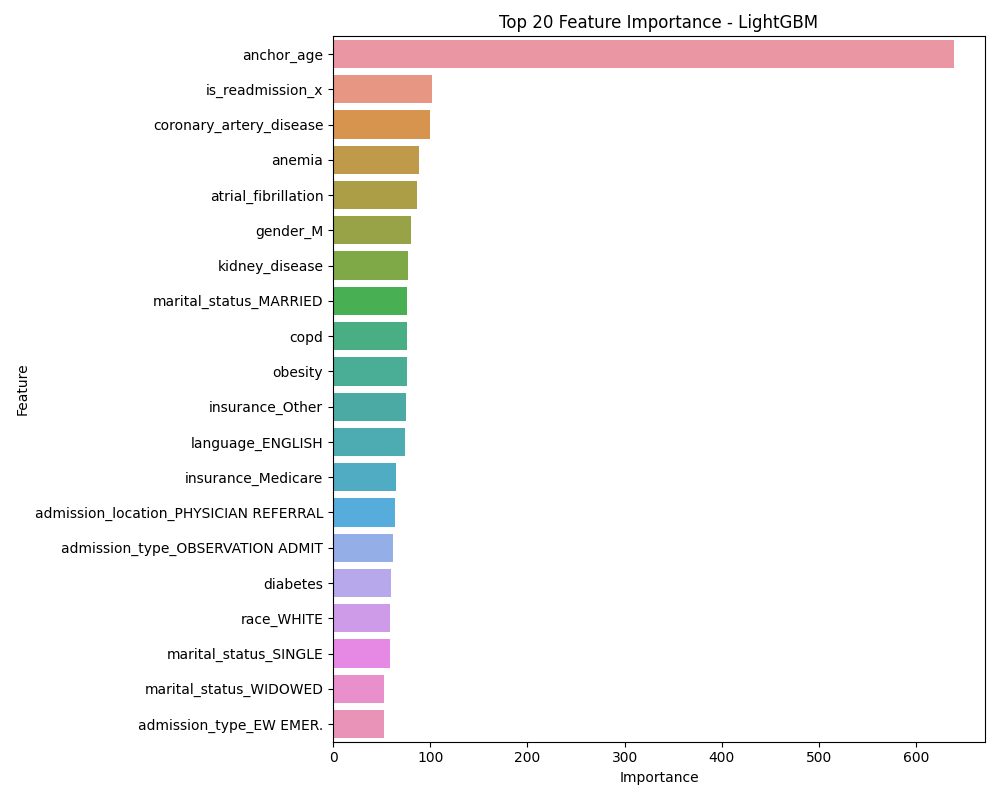 Top 20 Feature Importance - LightGBM
anchor_age
is_readmission_x
coronary_artery_disease
anemia
atrial_fibrillation
gender_M
kidney_disease
marital_status_MARRIED
copd
obesity
insurance_Other
language_ENGLISH
insurance_Medicare
admission_location_PHYSICIAN REFERRAL
admission_type_OBSERVATION ADMIT
diabetes
race_WHITE
marital_status_SINGLE
marital_status_WIDOWED
admission_type_EW EMER.
Feature
0 100 200 300 400 500 600
Importance